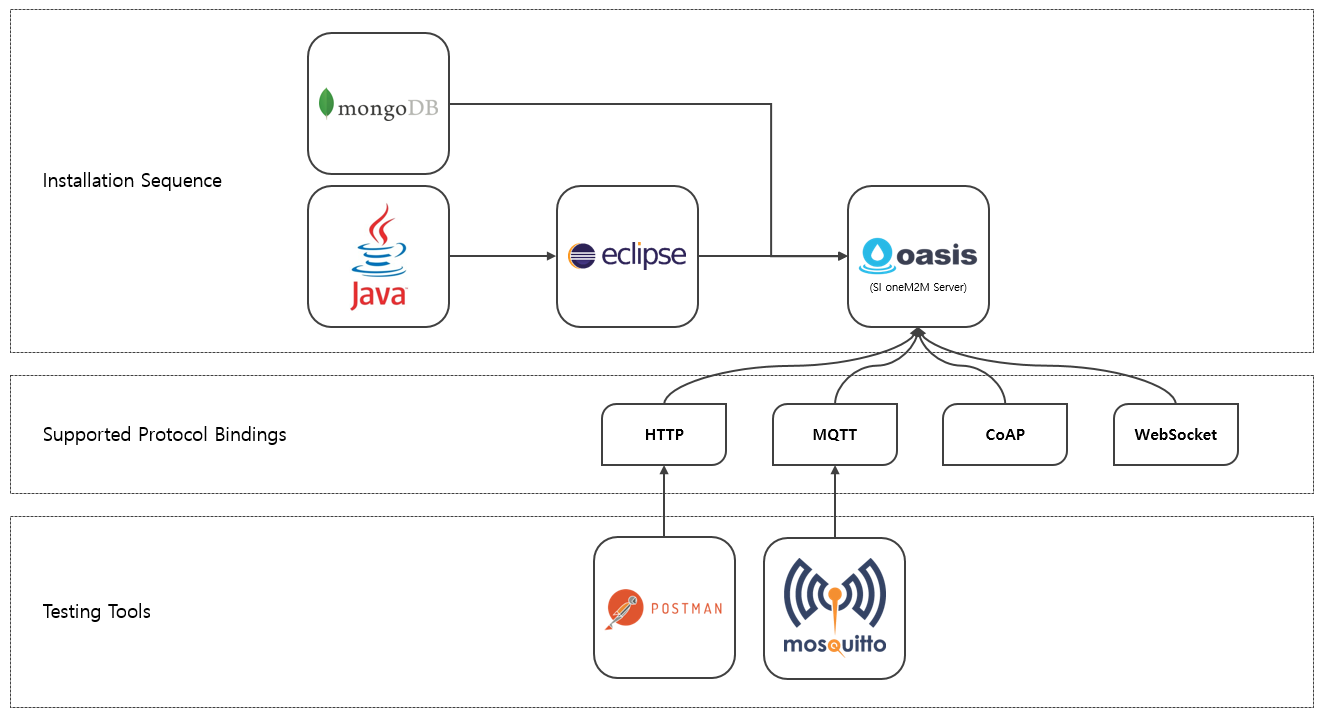 mongoDB
Installation Sequence
Java
eclipse
oasis
(SI oneM2M Server)
Supported Protocol Bindings
HTTP
MQTT
CoAP
WebSocket
Testing Tools
POSTMAN
mosquitto